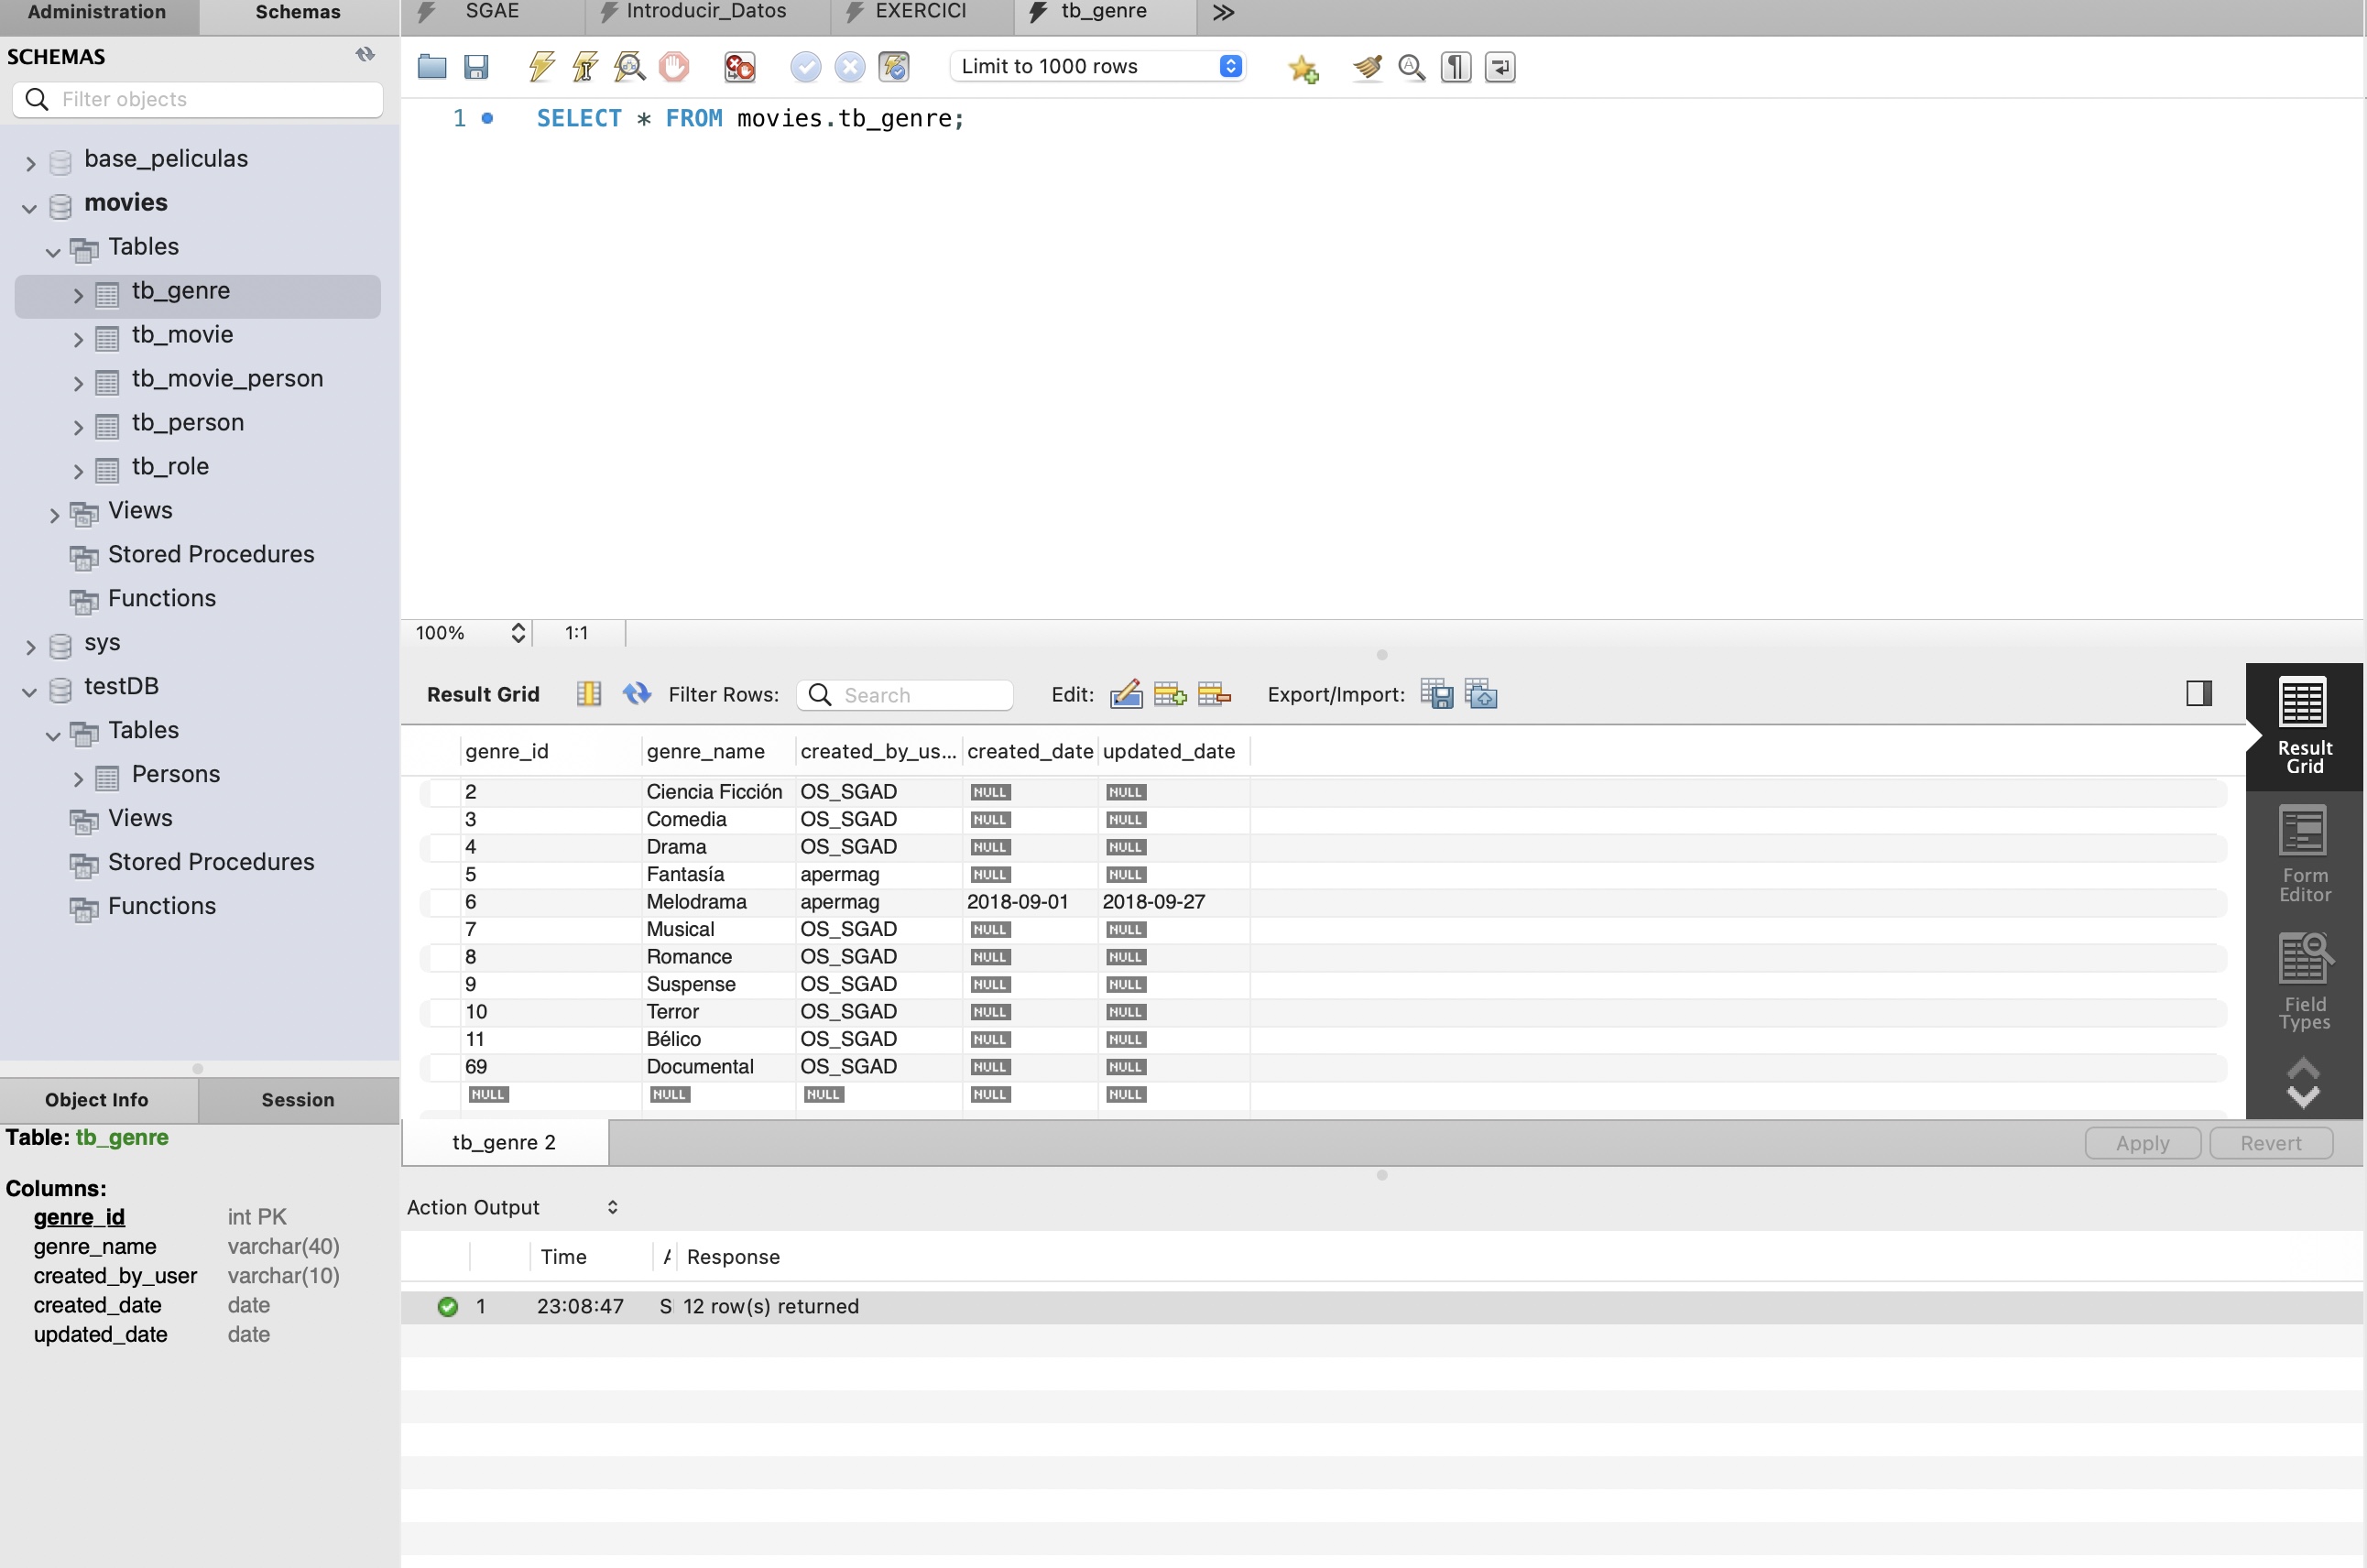 Administration Schemas
SGAE Introducir_Datos EXERCICI tb_genre
SCHEMAS
Filter objects
Limit to 1000 rows
1 SELECT * FROM movies.tb_genre;
base_peliculas
movies
Tables
tb_genre
tb_movie
tb_movie_person
tb_person
tb_role
Views
Stored Procedures
Functions
sys
testDB
Tables
Persons
Views
Stored Procedures
Functions
100% 1:1
Result Grid Filter Rows: Search Edit: Export/Import:
genre_id genre_name created_by_us... created_date updated_date
2 Ciencia Ficción OS_SGAD NULL NULL
3 Comedia OS_SGAD NULL NULL
4 Drama OS_SGAD NULL NULL
5 Fantasía apermag NULL NULL
6 Melodrama apermag 2018-09-01 2018-09-27
7 Musical OS_SGAD NULL NULL
8 Romance OS_SGAD NULL NULL
9 Suspense OS_SGAD NULL NULL
10 Terror OS_SGAD NULL NULL
11 Bélico OS_SGAD NULL NULL
69 Documental OS_SGAD NULL NULL
NULL NULL NULL NULL NULL
Result
Grid
Form
Editor
Field
Types
tb_genre 2 Apply Revert
Object Info Session
Table: tb_genre
Columns:
genre_id int PK
genre_name varchar(40)
created_by_user varchar(10)
created_date date
updated_date date
Action Output
Time Response
1 23:08:47 S 12 row(s) returned